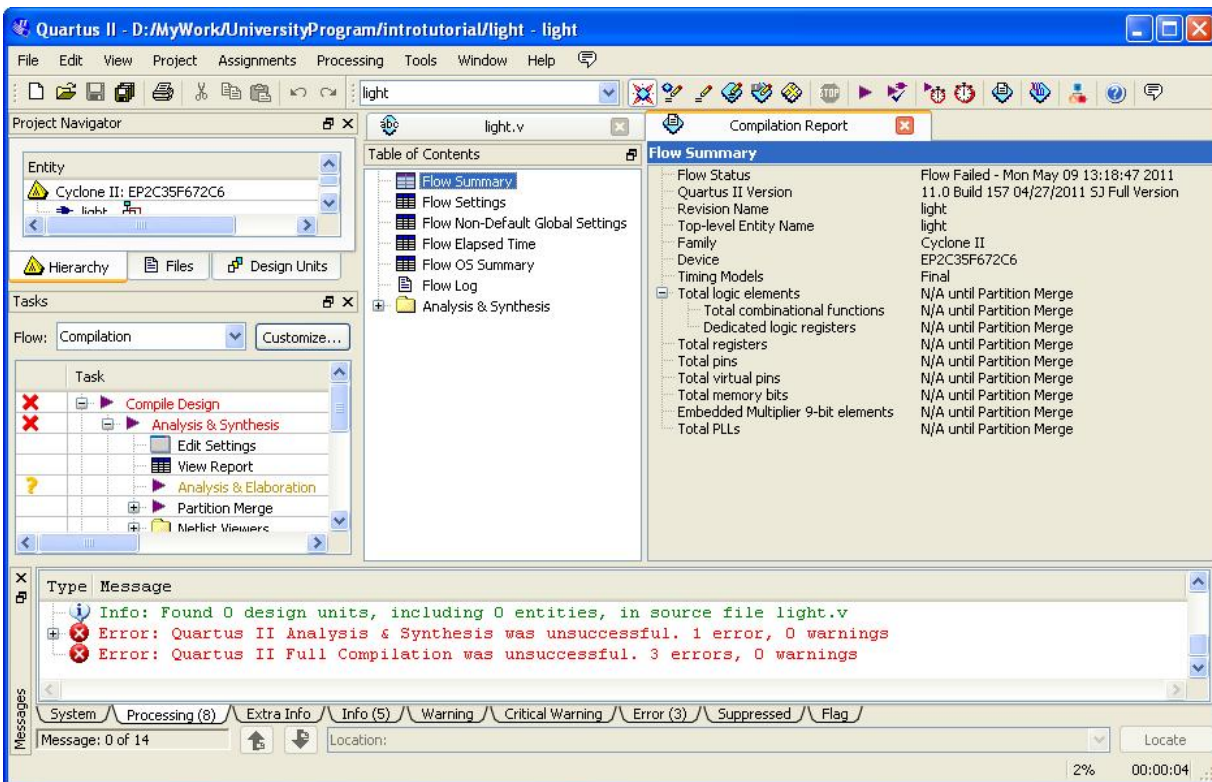 Quartus II - D:/MyWork/UniversityProgram/introtutorial/light - light
File Edit View Project Assignments Processing Tools Window Help
light
Project Navigator
Entity
Cyclone II: EP2C35F672C6
light
Hierarchy Files Design Units
Tasks
Flow: Compilation Customize...
Task
Compile Design
Analysis & Synthesis
Edit Settings
View Report
Analysis & Elaboration
Partition Merge
Netlist Viewers
abc light.v
Table of Contents
Flow Summary
Flow Settings
Flow Non-Default Global Settings
Flow Elapsed Time
Flow OS Summary
Flow Log
Analysis & Synthesis
STOP
Compilation Report
Flow Summary
Flow Status Flow Failed - Mon May 09 13:18:47 2011
Quartus II Version 11.0 Build 157 04/27/2011 SJ Full Version
Revision Name light
Top-level Entity Name light
Family Cyclone II
Device EP2C35F672C6
Timing Models Final
Total logic elements N/A until Partition Merge
Total combinational functions N/A until Partition Merge
Dedicated logic registers N/A until Partition Merge
Total registers N/A until Partition Merge
Total pins N/A until Partition Merge
Total virtual pins N/A until Partition Merge
Total memory bits N/A until Partition Merge
Embedded Multiplier 9-bit elements N/A until Partition Merge
Total PLLs N/A until Partition Merge
Type Message
Info: Found 0 design units, including 0 entities, in source file light.v
Error: Quartus II Analysis & Synthesis was unsuccessful. 1 error, 0 warnings
Error: Quartus II Full Compilation was unsuccessful. 3 errors, 0 warnings
Messages
System Processing (8) Extra Info Info (5) Warning Critical Warning Error (3) Suppressed Flag
Message: 0 of 14 Location: Locate
2% 00:00:04